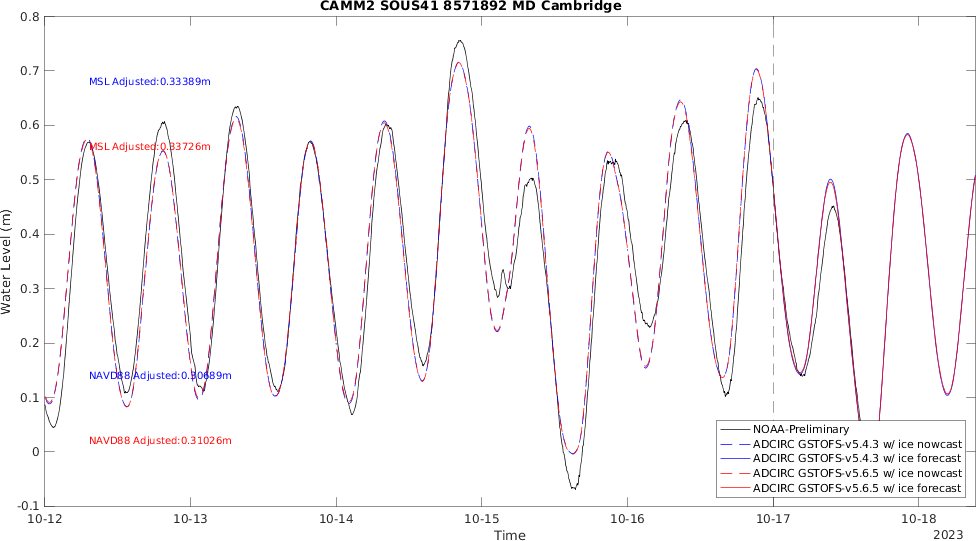 CAMM2 SOUS41 8571892 MD Cambridge
0.8
0.7
0.6
0.5
0.4
0.3
0.2
0.1
0
-0.1
Water Level (m)
MSL Adjusted:0.33389m
MSL Adjusted:0.33726m
NAVD88 Adjusted:0.30689m
NAVD88 Adjusted:0.31026m
NOAA-Preliminary
ADCIRC GSTOFS-v5.4.3 w/ ice nowcast
ADCIRC GSTOFS-v5.4.3 w/ ice forecast
ADCIRC GSTOFS-v5.6.5 w/ ice nowcast
ADCIRC GSTOFS-v5.6.5 w/ ice forecast
10-12 10-13 10-14 10-15 10-16 10-17 10-18
Time
2023